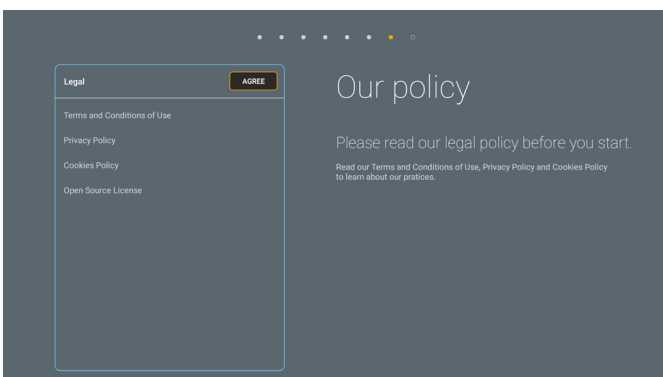 Legal
AGREE
Terms and Conditions of Use
Privacy Policy
Cookies Policy
Open Source License
Our policy
Please read our legal policy before you start.
Read our Terms and Conditions of Use, Privacy Policy and Cookies Policy
to learn about our pratices.